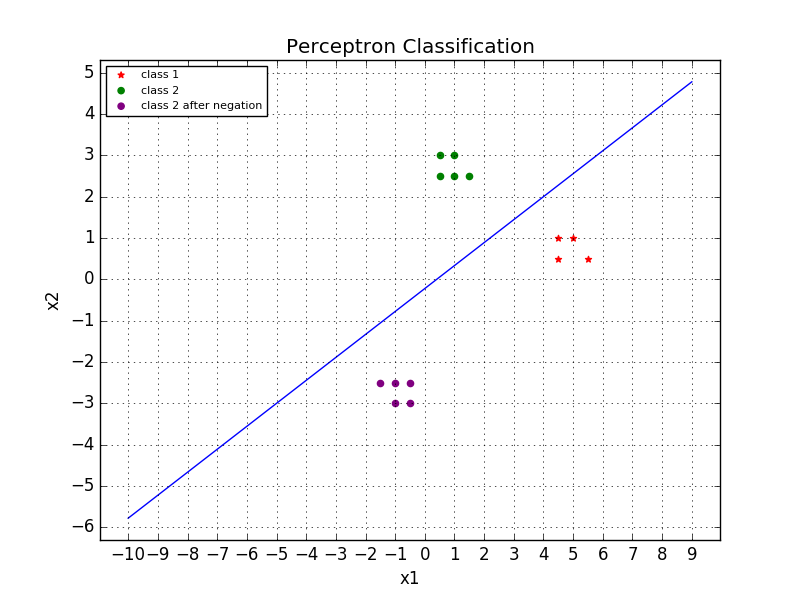 Perceptron Classification
class 1
class 2
class 2 after negation
5
4
3
2
1
0
−1
−2
−3
−4
−5
−6
x2
−10 −9 −8 −7 −6 −5 −4 −3 −2 −1 0 1 2 3 4 5 6 7 8 9
x1